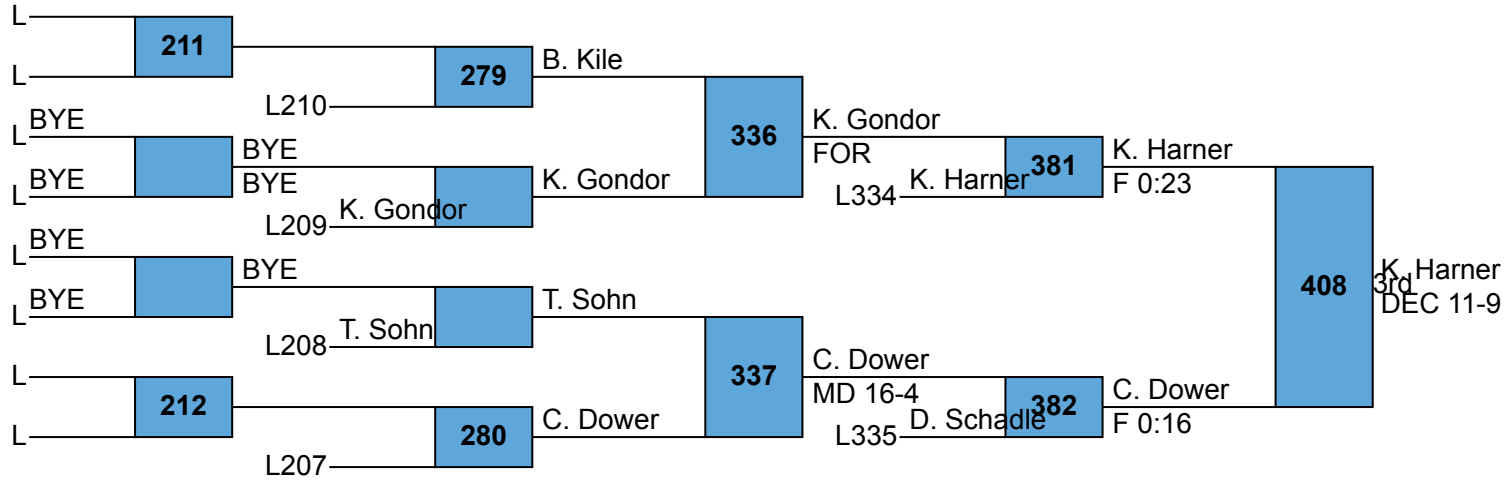 L
211
L
279
B. Kile
L210
L BYE
BYE
BYE
L BYE
336
K. Gondor
FOR
K. Gondor
L209 K. Gondor
381
L334 K. Harner
K. Harner
F 0:23
L BYE
BYE
L BYE
T. Sohn
L208 T. Sohn
408
3rd
K. Harner
DEC 11-9
337
C. Dower
MD 16-4
L
212
L
280
C. Dower
L207
382
L335 D. Schadle
C. Dower
F 0:16